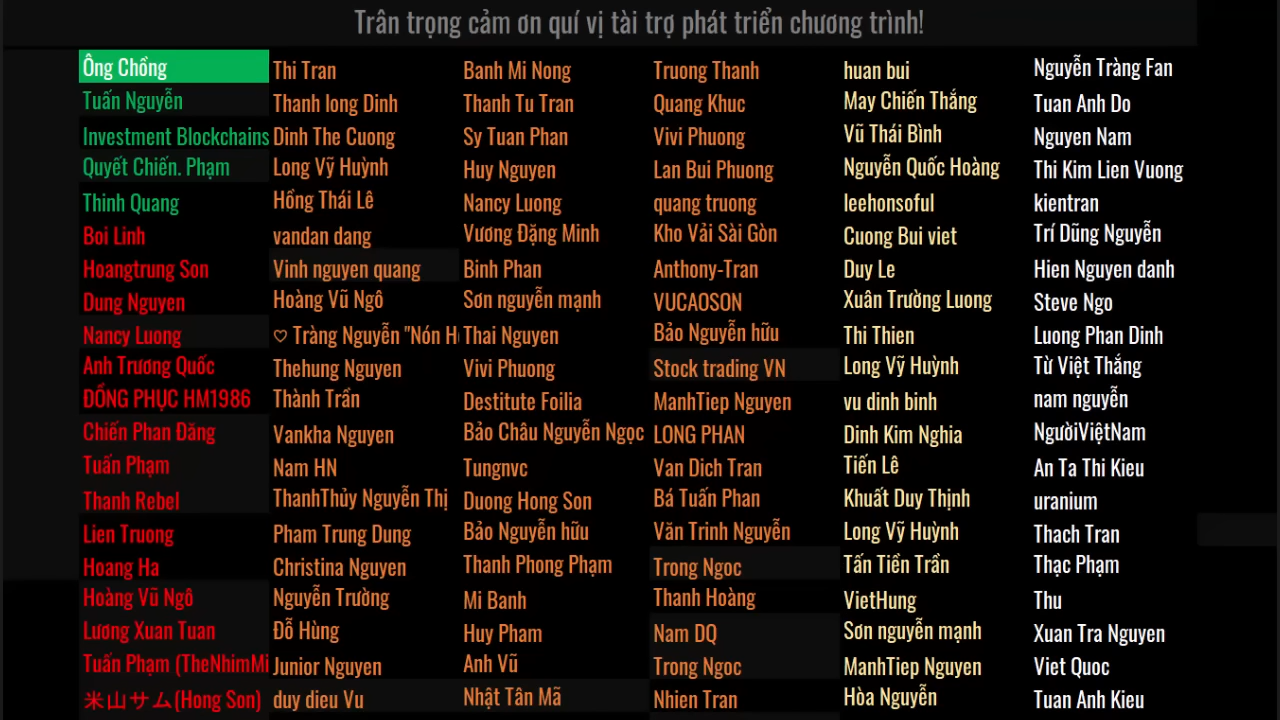 Trân trọng cảm ơn quí vị tài trợ phát triển chương trình!
Ông Chồng
Tuấn Nguyễn
Investment Blockchains
Quyết Chiến. Phạm
Thinh Quang
Boi Linh
Hoangtrung Son
Dung Nguyen
Nancy Luong
Anh Trương Quốc
ĐỒNG PHỤC HM1986
Chiến Phan Đăng
Tuấn Phạm
Thanh Rebel
Lien Truong
Hoang Ha
Hoàng Vũ Ngô
Lương Xuan Tuan
Tuấn Phạm (TheNhimMi
米山サム(Hong Son)
Thi Tran
Thanh long Dinh
Dinh The Cuong
Long Vỹ Huỳnh
Hồng Thái Lê
vandan dang
Vinh nguyen quang
Hoàng Vũ Ngô
♡ Tràng Nguyễn "Nón H
Thehung Nguyen
Thành Trần
Vankha Nguyen
Nam HN
ThanhThủy Nguyễn Thị
Pham Trung Dung
Christina Nguyen
Nguyễn Trường
Đỗ Hùng
Junior Nguyen
duy dieu Vu
Banh Mi Nong
Thanh Tu Tran
Sy Tuan Phan
Huy Nguyen
Nancy Luong
Vương Đặng Minh
Binh Phan
Sơn nguyễn mạnh
Thai Nguyen
Vivi Phuong
Destitute Foilia
Bảo Châu Nguyễn Ngọc
Tungnvc
Duong Hong Son
Bảo Nguyễn hữu
Thanh Phong Phạm
Mi Banh
Huy Pham
Anh Vũ
Nhật Tân Mã
Truong Thanh
Quang Khuc
Vivi Phuong
Lan Bui Phuong
quang truong
Kho Vải Sài Gòn
Anthony-Tran
VUCAOSON
Bảo Nguyễn hữu
Stock trading VN
ManhTiep Nguyen
LONG PHAN
Van Dich Tran
Bá Tuấn Phan
Văn Trinh Nguyễn
Trong Ngoc
Thanh Hoàng
Nam DQ
Trong Ngoc
Nhien Tran
huan bui
May Chiến Thắng
Vũ Thái Bình
Nguyễn Quốc Hoàng
leehonsoful
Cuong Bui viet
Duy Le
Xuân Trường Luong
Thi Thien
Long Vỹ Huỳnh
vu dinh binh
Dinh Kim Nghia
Tiến Lê
Khuất Duy Thịnh
Long Vỹ Huỳnh
Tấn Tiền Trần
VietHung
Sơn nguyễn mạnh
ManhTiep Nguyen
Hòa Nguyễn
Nguyễn Tràng Fan
Tuan Anh Do
Nguyen Nam
Thi Kim Lien Vuong
kientran
Trí Dũng Nguyễn
Hien Nguyen danh
Steve Ngo
Luong Phan Dinh
Từ Việt Thắng
nam nguyễn
NgườiViệtNam
An Ta Thi Kieu
uranium
Thach Tran
Thạc Phạm
Thu
Xuan Tra Nguyen
Viet Quoc
Tuan Anh Kieu